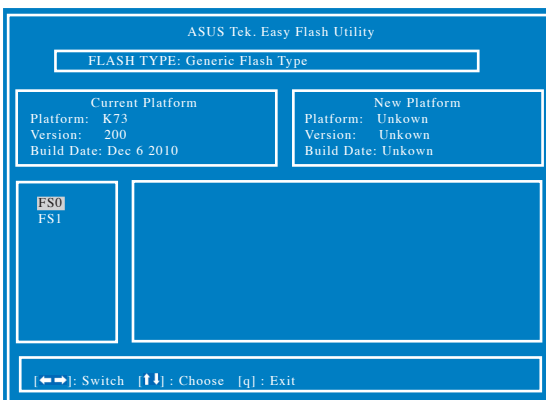 ASUS Tek. Easy Flash Utility
FLASH TYPE: Generic Flash Type
Current Platform
Platform: K73
Version: 200
Build Date: Dec 6 2010
New Platform
Platform: Unkown
Version: Unkown
Build Date: Unkown
FS0
FS1
[⬅➡]: Switch [⬆⬇] : Choose [q] : Exit